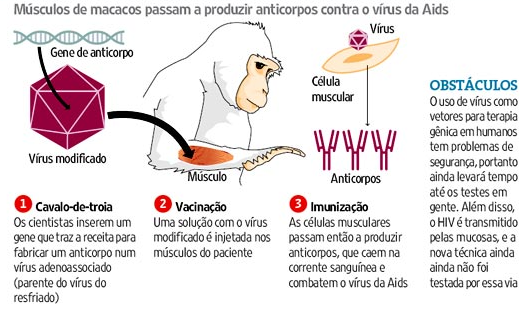 Músculos de macacos passam a produzir anticorpos contra o vírus da Aids
Gene de anticorpo
Vírus modificado
Músculo
Vírus
Célula
muscular
Anticorpos
1 Cavalo-de-troia
Os cientistas inserem um
gene que traz a receita para
fabricar um anticorpo num
vírus adenoassociado
(parente do vírus do
resfriado)
2 Vacinação
Uma solução com o vírus
modificado é injetada nos
músculos do paciente
3 Imunização
As células musculares
passam então a produzir
anticorpos, que caem na
corrente sanguínea e
combatem o vírus da Aids
OBSTÁCULOS
O uso de vírus como
vetores para terapia
gênica em humanos
tem problemas de
segurança, portanto
ainda levará tempo
até os testes em
gente. Além disso,
o HIV é transmitido
pelas mucosas, e a
nova técnica ainda
ainda não foi
testada por essa via